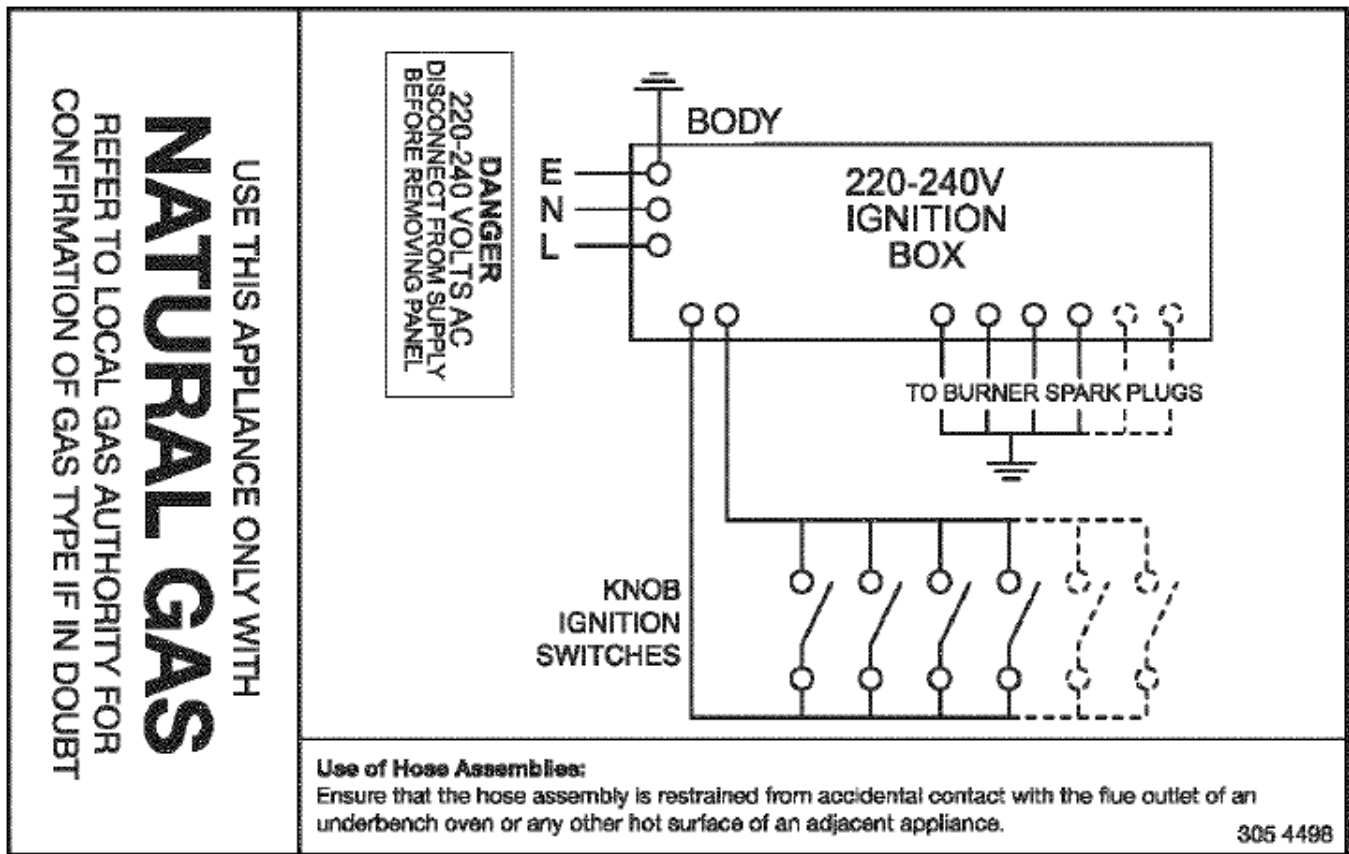 USE THIS APPLIANCE ONLY WITH
NATURAL GAS
REFER TO LOCAL GAS AUTHORITY FOR
CONFIRMATION OF GAS TYPE IF IN DOUBT
DANGER
220-240 VOLTS AC
DISCONNECT FROM SUPPLY
BEFORE REMOVING PANEL
BODY
E
N
L
220-240V
IGNITION
BOX
TO BURNER SPARK PLUGS
KNOB
IGNITION
SWITCHES
Use of Hose Assemblies:
Ensure that the hose assembly is restrained from accidental contact with the flue outlet of an
underbench oven or any other hot surface of an adjacent appliance.
305 4498